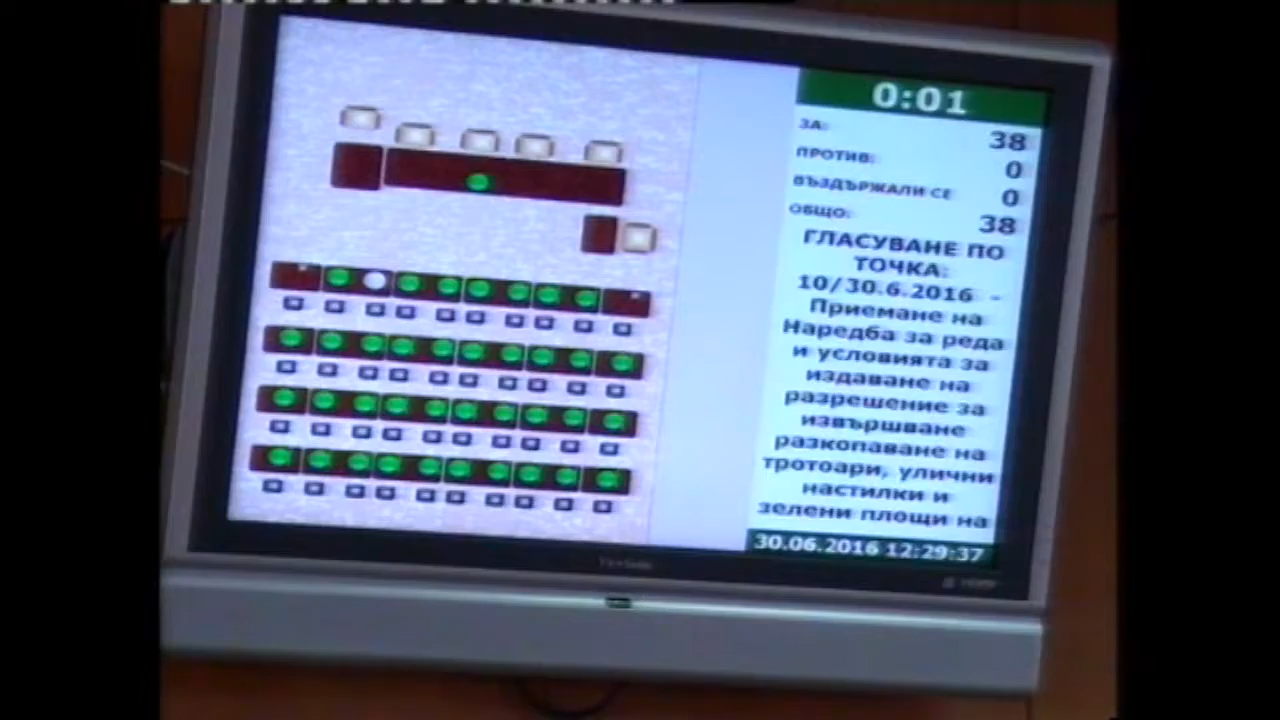 0:01
ЗА: 38
ПРОТИВ: 0
ВЪЗДЪРЖАЛИ СЕ 0
ОБЩО: 38
ГЛАСУВАНЕ ПО
ТОЧКА:
10/30.6.2016 -
Приемане на
Наредба за реда
и условията за
издаване на
разрешение за
извършване
разкопаване на
тротоари, улични
настилки и
зелени площи на
30.06.2016 12:29:37